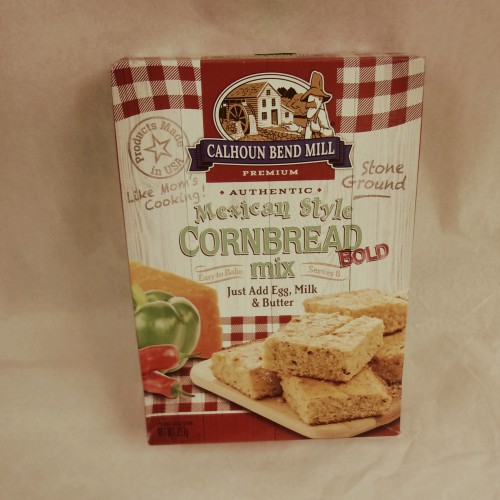 Products Made
in USA
CALHOUN BEND MILL
PREMIUM
Like Mom's
Cooking!
Stone
Ground
• AUTHENTIC •
Mexican Style
CORNBREAD
BOLD
mix
Easy to Bake
Serves 8
Just Add Egg, Milk
& Butter